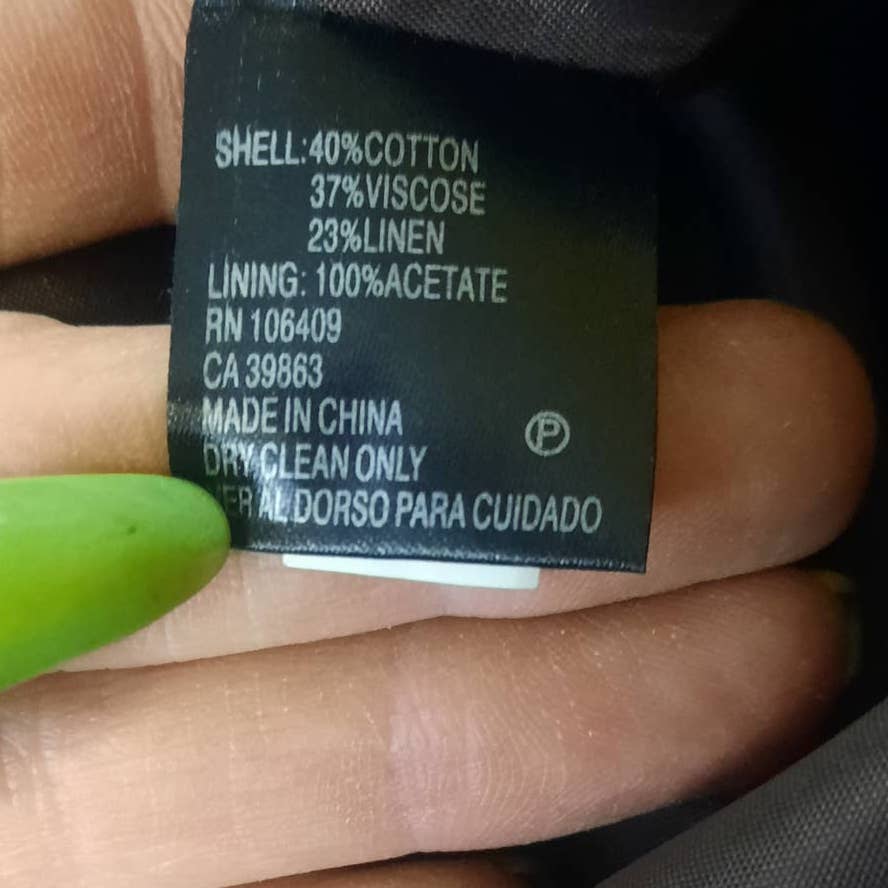 SHELL:40%COTTON
37%VISCOSE
23%LINEN
LINING: 100%ACETATE
RN 106409
CA 39863
MADE IN CHINA
P
DRY CLEAN ONLY
AL DORSO PARA CUIDADO